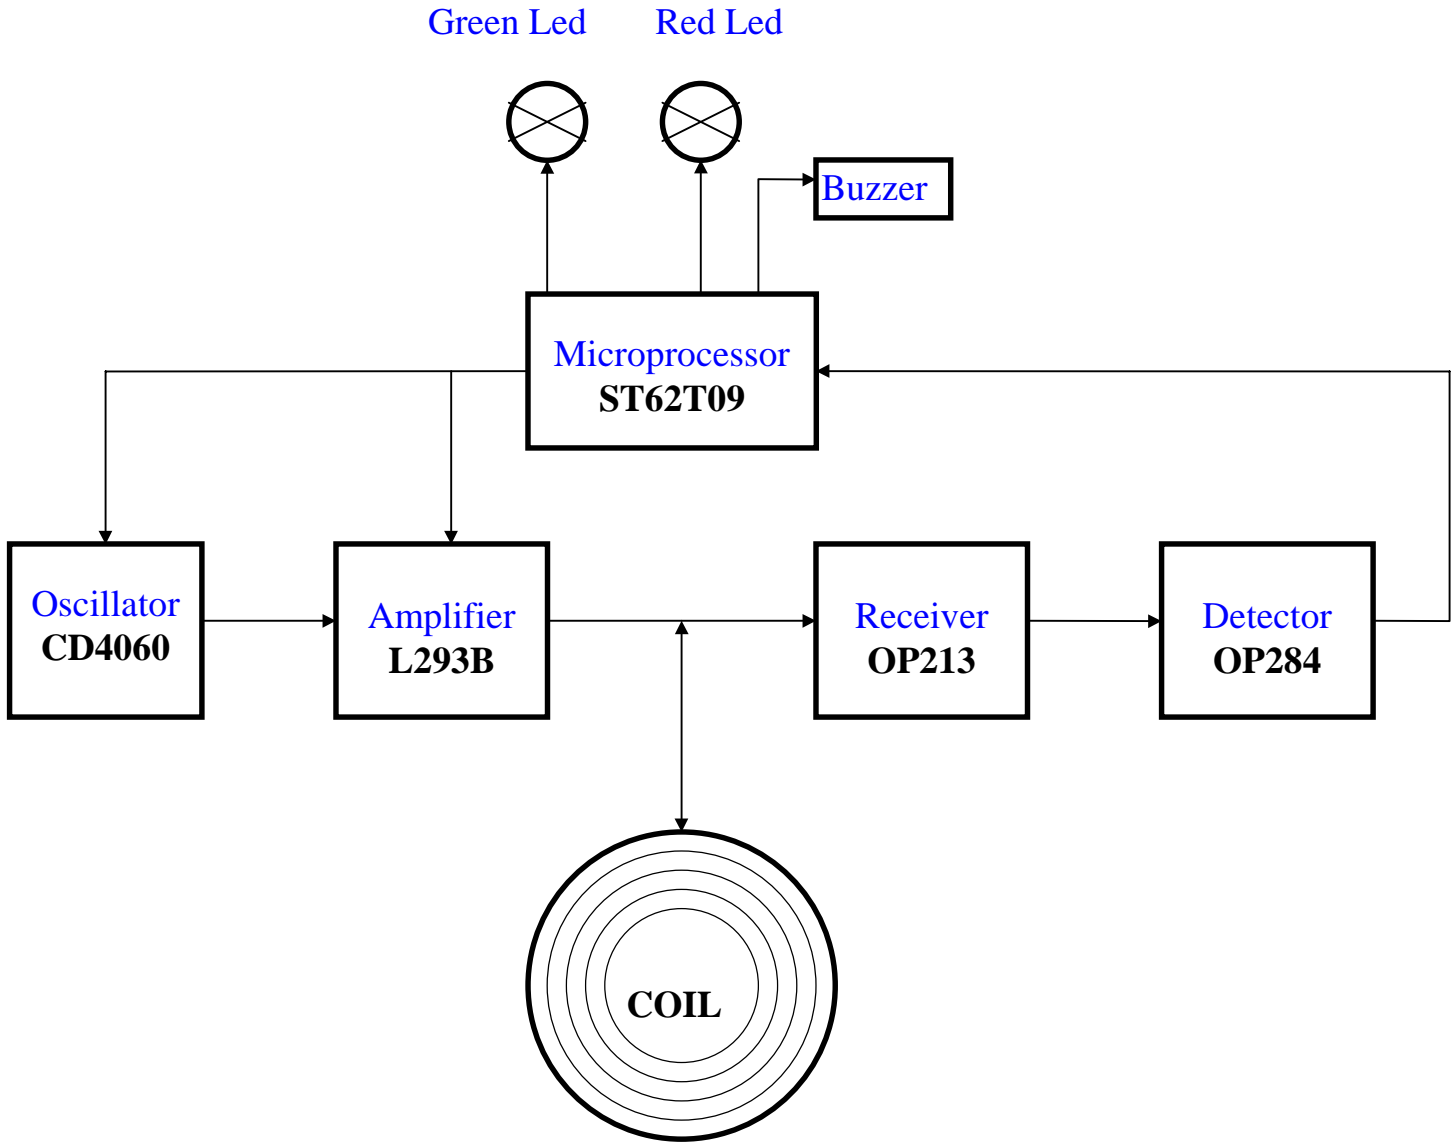 Green Led
Red Led
Buzzer
Microprocessor
ST62T09
Oscillator
CD4060
Amplifier
L293B
Receiver
OP213
Detector
OP284
COIL